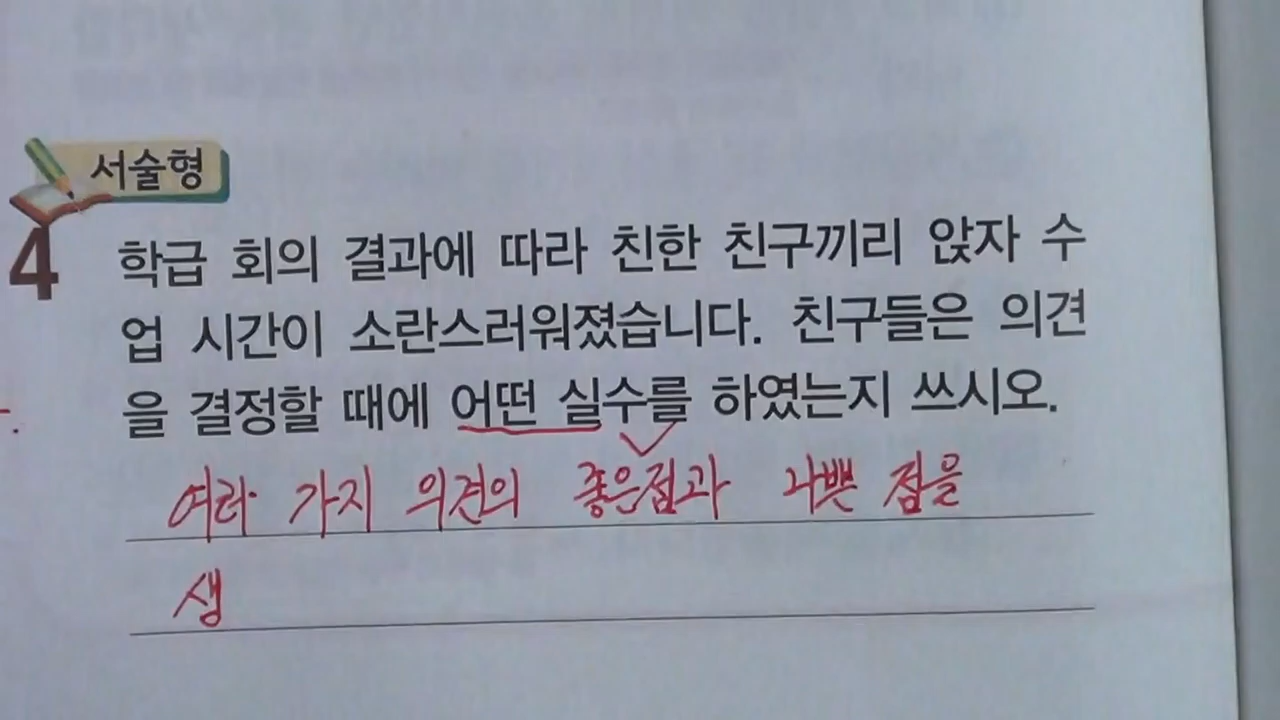 서술형
4 학급 회의 결과에 따라 친한 친구끼리 앉자 수
업 시간이 소란스러워졌습니다. 친구들은 의견
을 결정할 때에 어떤 실수를 하였는지 쓰시오.
여러 가지 의견의 좋은점과 나쁜 점을
생